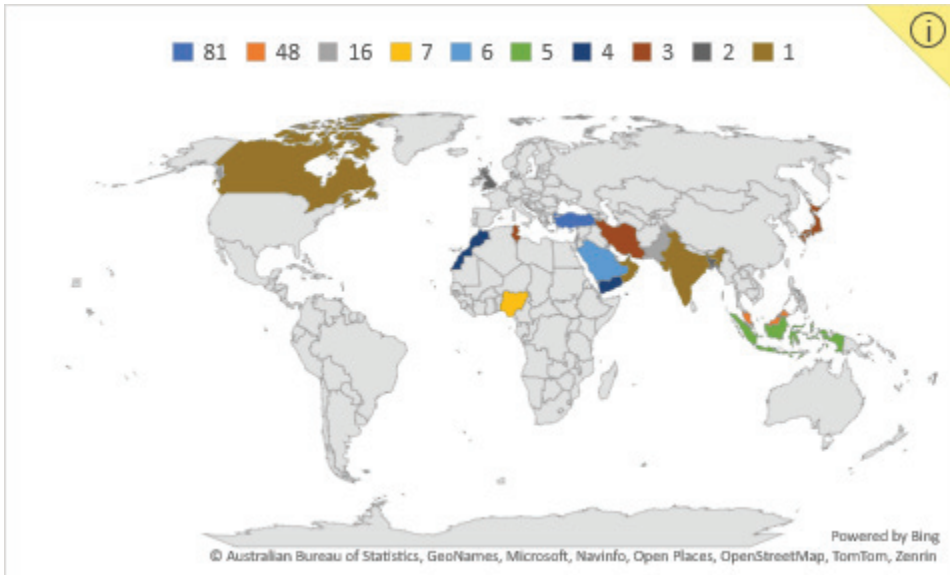 81 48 16 7 6 5 4 3 2 1
i
Powered by Bing
© Australian Bureau of Statistics, GeoNames, Microsoft, Navinfo, Open Places, OpenStreetMap, TomTom, Zenrin